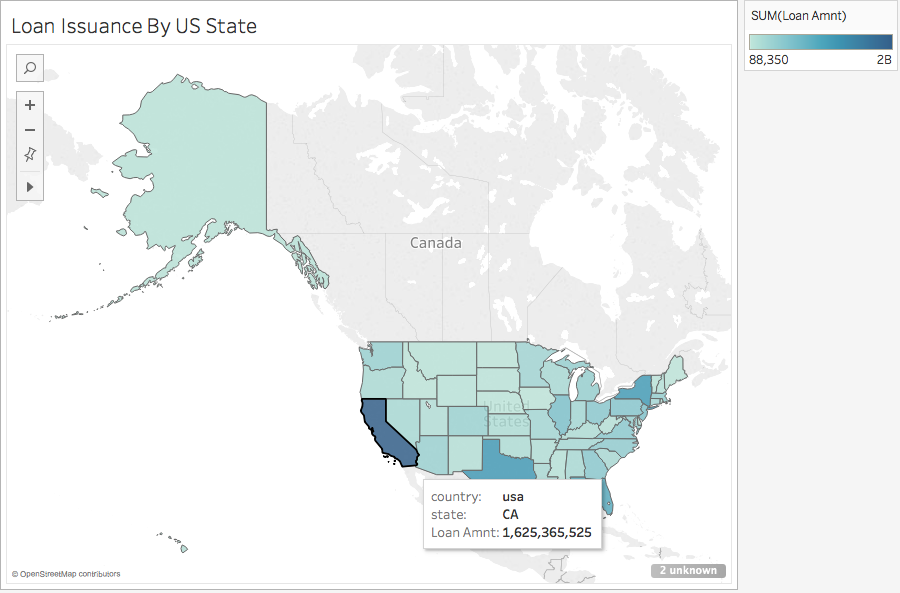 Loan Issuance By US State
SUM(Loan Amnt)
88,350 2B
Canada
United
States
country: usa
state: CA
Loan Amnt: 1,625,365,525
© OpenStreetMap contributors
2 unknown